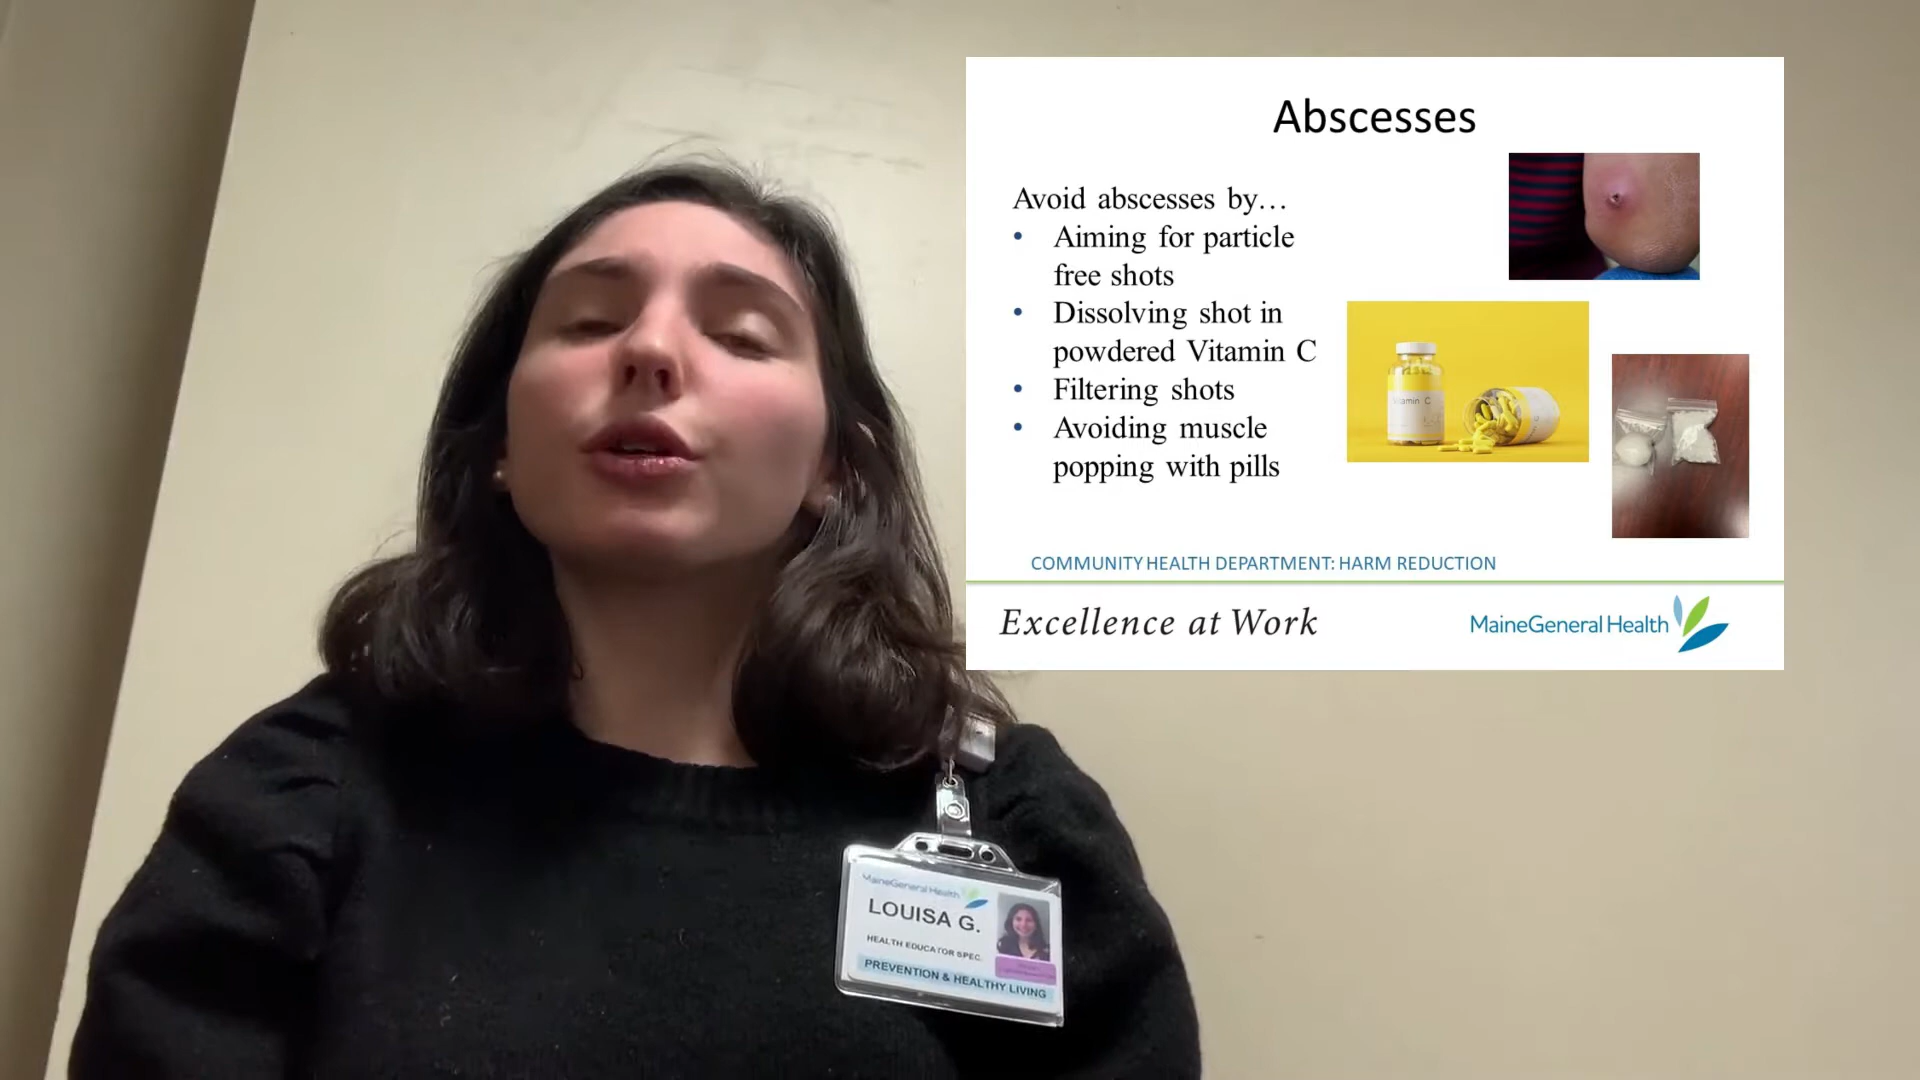 Abscesses
Avoid abscesses by…
• Aiming for particle
free shots
• Dissolving shot in
powdered Vitamin C
• Filtering shots
• Avoiding muscle
popping with pills
COMMUNITY HEALTH DEPARTMENT: HARM REDUCTION
Excellence at Work
MaineGeneral Health
MaineGeneral Health
LOUISA G.
HEALTH EDUCATOR SPEC.
PREVENTION & HEALTHY LIVING